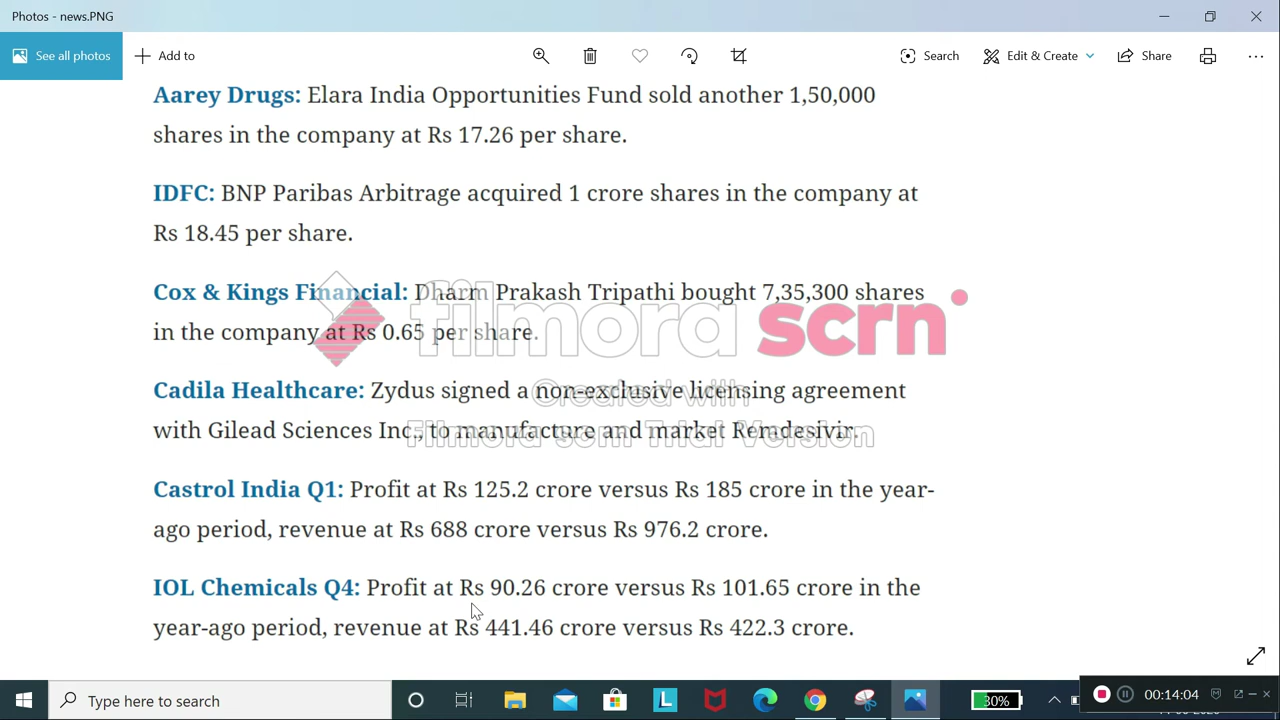 Photos - news.PNG
See all photos
Add to
Search
Edit & Create
Share
Aarey Drugs: Elara India Opportunities Fund sold another 1,50,000
shares in the company at Rs 17.26 per share.
IDFC: BNP Paribas Arbitrage acquired 1 crore shares in the company at
Rs 18.45 per share.
Cox & Kings Financial: Dharm Prakash Tripathi bought 7,35,300 shares
in the company at Rs 0.65 per share.
filmora scrn
Cadila Healthcare: Zydus signed a non-exclusive licensing agreement
Created with
with Gilead Sciences Inc., to manufacture and market Remdesivir.
Filmora scrn Trial Version
Castrol India Q1: Profit at Rs 125.2 crore versus Rs 185 crore in the year-
ago period, revenue at Rs 688 crore versus Rs 976.2 crore.
IOL Chemicals Q4: Profit at Rs 90.26 crore versus Rs 101.65 crore in the
year-ago period, revenue at Rs 441.46 crore versus Rs 422.3 crore.
Type here to search
L
30%
00:14:04